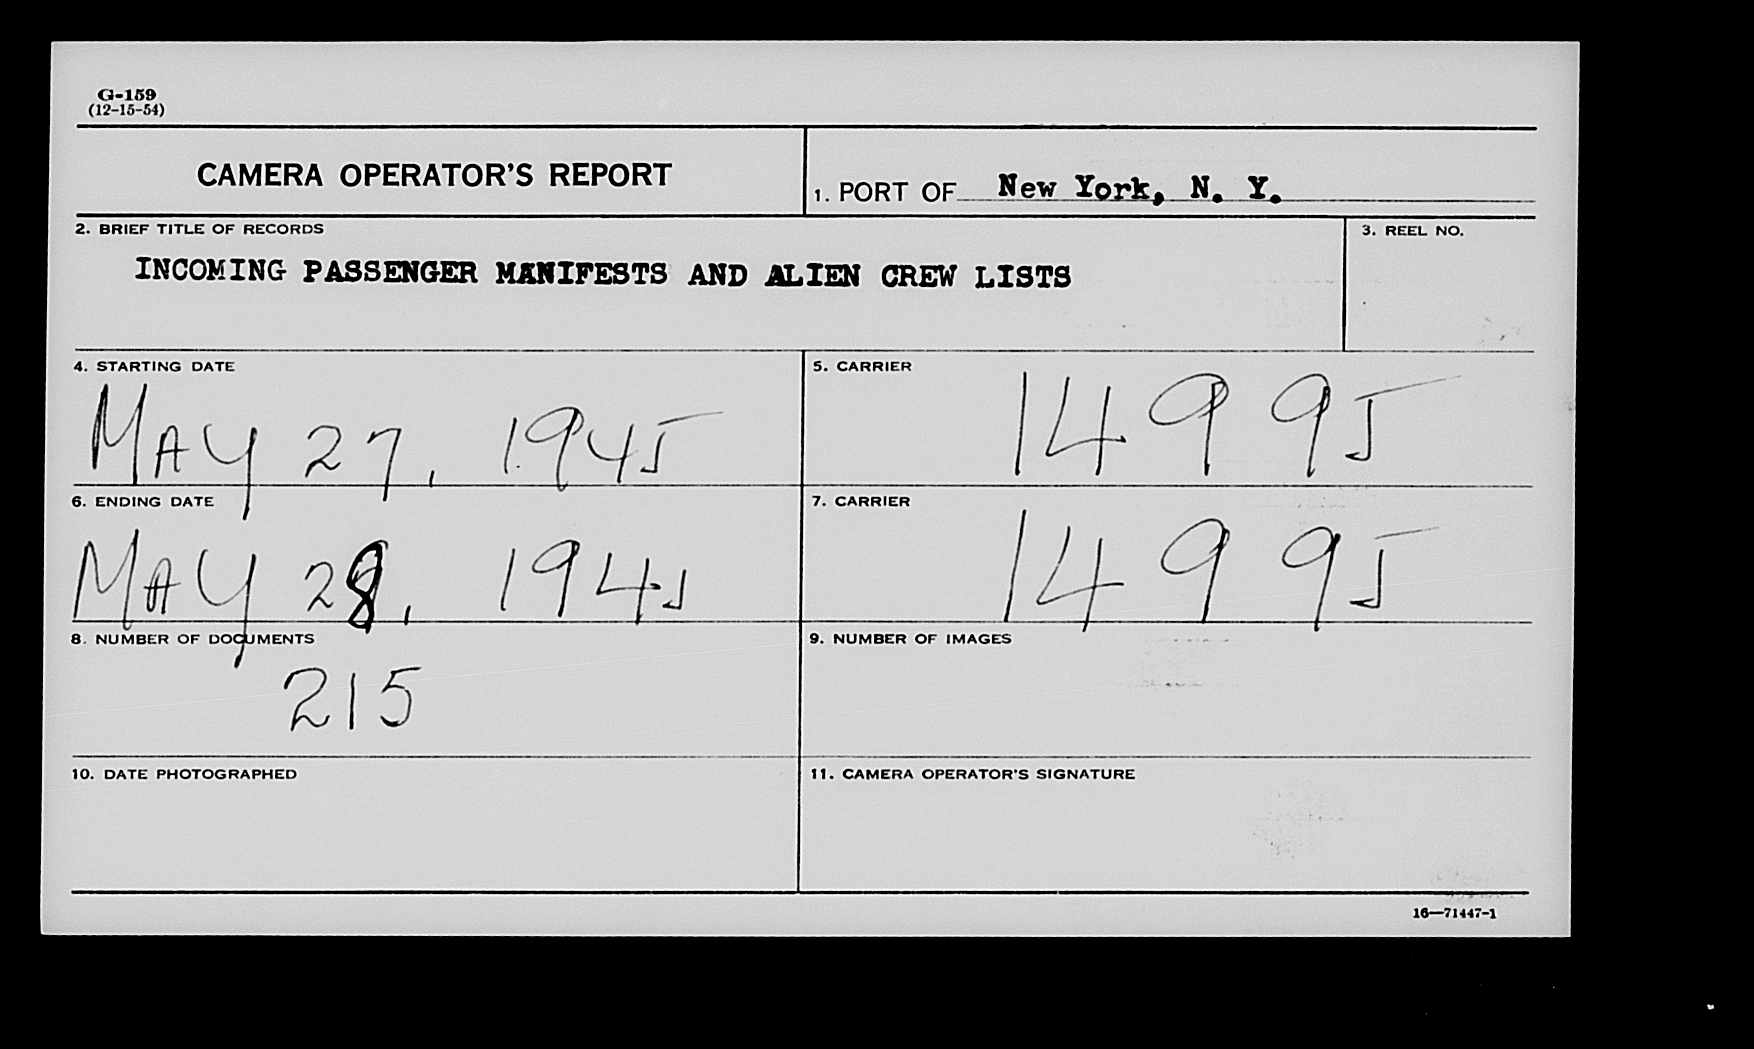 G-159
(12-15-54)
CAMERA OPERATOR'S REPORT
1. PORT OF New York, N. Y.
2. BRIEF TITLE OF RECORDS
INCOMING PASSENGER MANIFESTS AND ALIEN CREW LISTS
3. REEL NO.
4. STARTING DATE
MAY 27, 1945
5. CARRIER
14995
6. ENDING DATE
MAY 28, 1945
7. CARRIER
14995
8. NUMBER OF DOCUMENTS
215
9. NUMBER OF IMAGES
10. DATE PHOTOGRAPHED
11. CAMERA OPERATOR'S SIGNATURE
16—71447-1